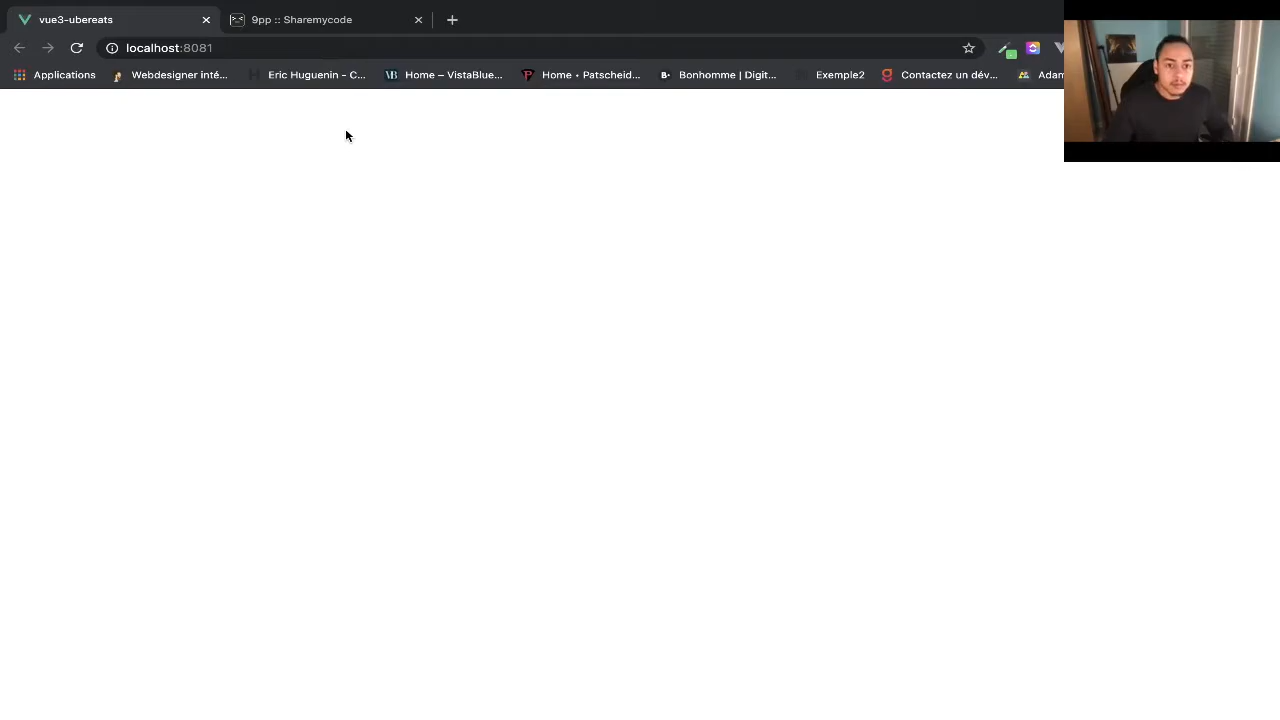 vue3-ubereats
9pp :: Sharemycode
localhost:8081
Applications
Webdesigner inté...
Eric Huguenin - C...
Home – VistaBlue...
Home • Patscheid...
Bonhomme | Digit...
Exemple2
Contactez un dév...
Adam